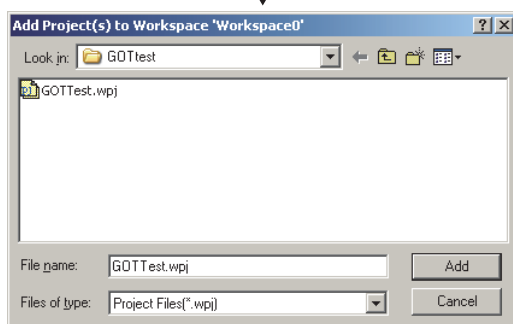 Add Project(s) to Workspace 'Workspace0'
Look in: GOTtest
GOTTest.wpj
File name: GOTTest.wpj Add
Files of type: Project Files(*.wpj) Cancel